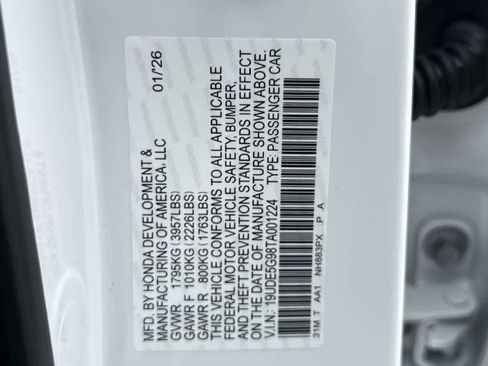 MFD. BY HONDA DEVELOPMENT & 01/26
MANUFACTURING OF AMERICA, LLC
GVWR 1795KG (3957LBS)
GAWR F 1010KG (2226LBS)
GAWR R 800KG (1763LBS)
THIS VEHICLE CONFORMS TO ALL APPLICABLE
FEDERAL MOTOR VEHICLE SAFETY, BUMPER,
AND THEFT PREVENTION STANDARDS IN EFFECT
ON THE DATE OF MANUFACTURE SHOWN ABOVE.
V.I.N.: 19UDE5G98TA001224 TYPE: PASSENGER CAR
31M T AA1 NH883PX P A